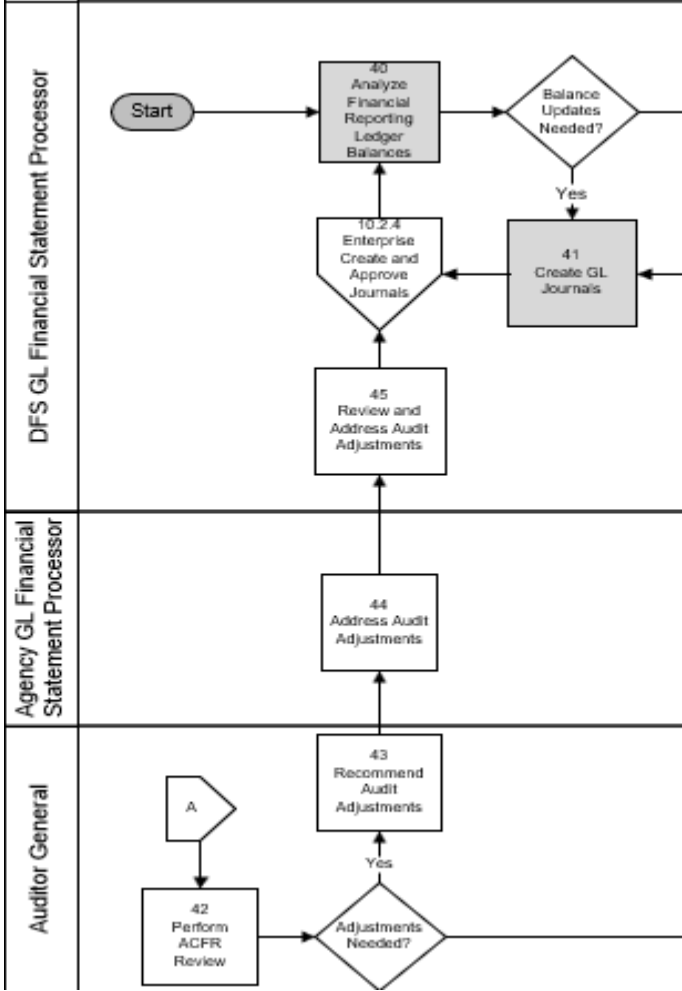 DFS GL Financial Statement Processor
Start
40
Analyze
Financial
Reporting
Ledger
Balances
Balance
Updates
Needed?
Yes
10.2.4
Enterprise
Create and
Approve
Journals
41
Create GL
Journals
45
Review and
Address Audit
Adjustments
Agency GL Financial
Statement Processor
44
Address Audit
Adjustments
Auditor General
43
Recommend
Audit
Adjustments
A
Yes
42
Perform
ACFR
Review
Adjustments
Needed?